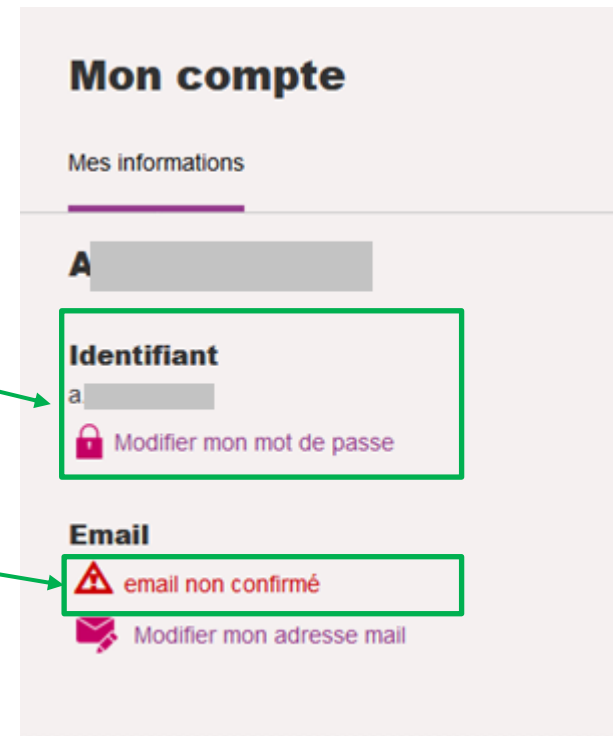 Mon compte
Mes informations
A
Identifiant
a
Modifier mon mot de passe
Email
email non confirmé
Modifier mon adresse mail